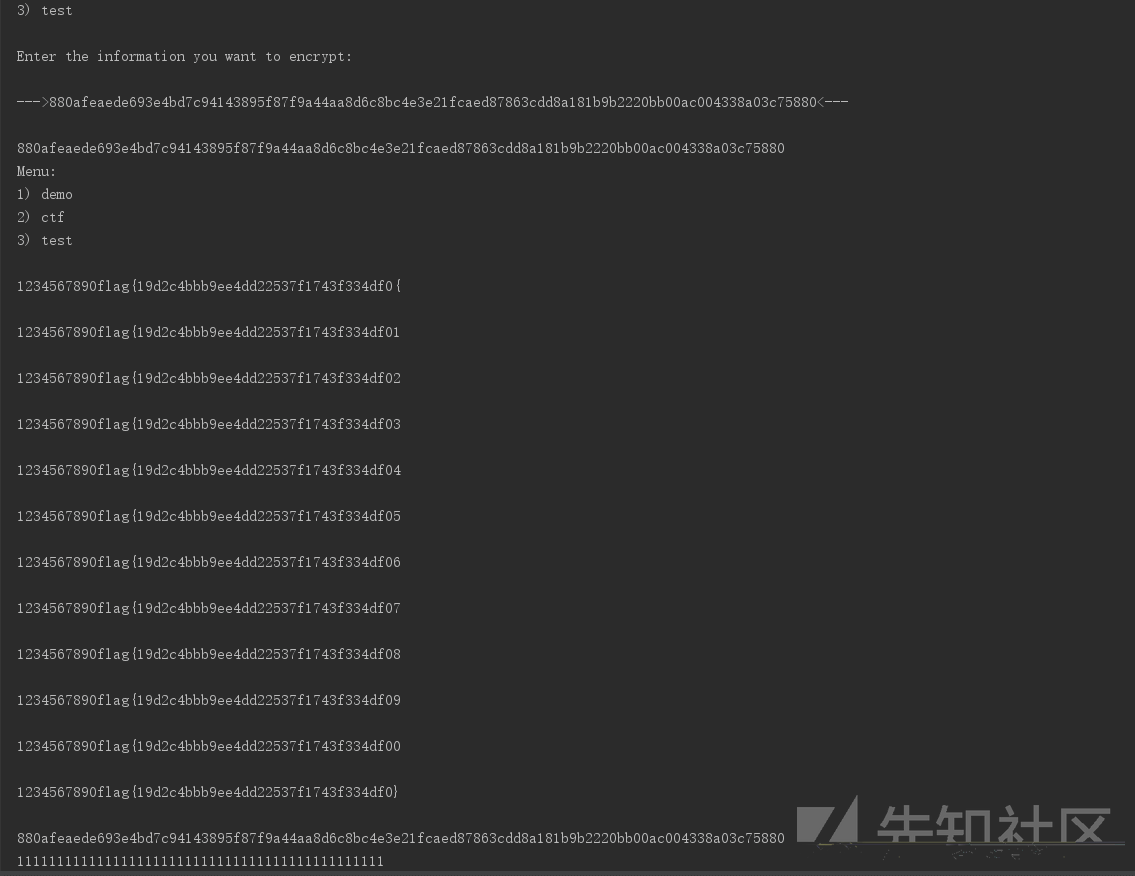 3) test
Enter the information you want to encrypt:
--->880afeaede693e4bd7c94143895f87f9a44aa8d6c8bc4e3e21fcaed87863cdd8a181b9b2220bb00ac004338a03c75880<---
880afeaede693e4bd7c94143895f87f9a44aa8d6c8bc4e3e21fcaed87863cdd8a181b9b2220bb00ac004338a03c75880
Menu:
1) demo
2) ctf
3) test
1234567890flag{19d2c4bbb9ee4dd22537f1743f334df0{
1234567890flag{19d2c4bbb9ee4dd22537f1743f334df01
1234567890flag{19d2c4bbb9ee4dd22537f1743f334df02
1234567890flag{19d2c4bbb9ee4dd22537f1743f334df03
1234567890flag{19d2c4bbb9ee4dd22537f1743f334df04
1234567890flag{19d2c4bbb9ee4dd22537f1743f334df05
1234567890flag{19d2c4bbb9ee4dd22537f1743f334df06
1234567890flag{19d2c4bbb9ee4dd22537f1743f334df07
1234567890flag{19d2c4bbb9ee4dd22537f1743f334df08
1234567890flag{19d2c4bbb9ee4dd22537f1743f334df09
1234567890flag{19d2c4bbb9ee4dd22537f1743f334df00
1234567890flag{19d2c4bbb9ee4dd22537f1743f334df0}
880afeaede693e4bd7c94143895f87f9a44aa8d6c8bc4e3e21fcaed87863cdd8a181b9b2220bb00ac004338a03c75880
1111111111111111111111111111111111111111111111
先知社区